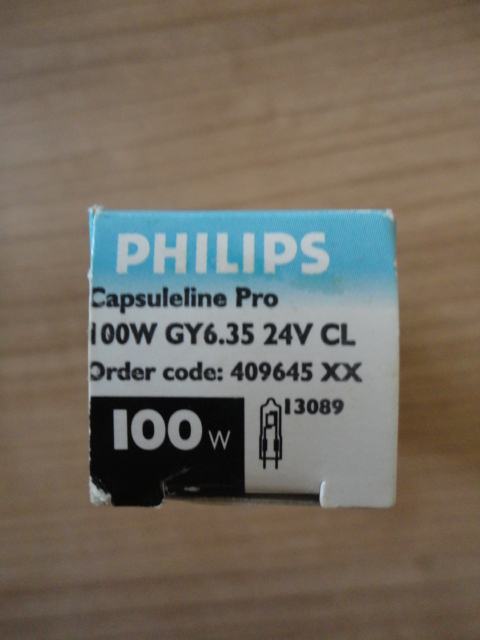 PHILIPS
Capsuleline Pro
100W GY6.35 24V CL
Order code: 409645 XX
13089
100W